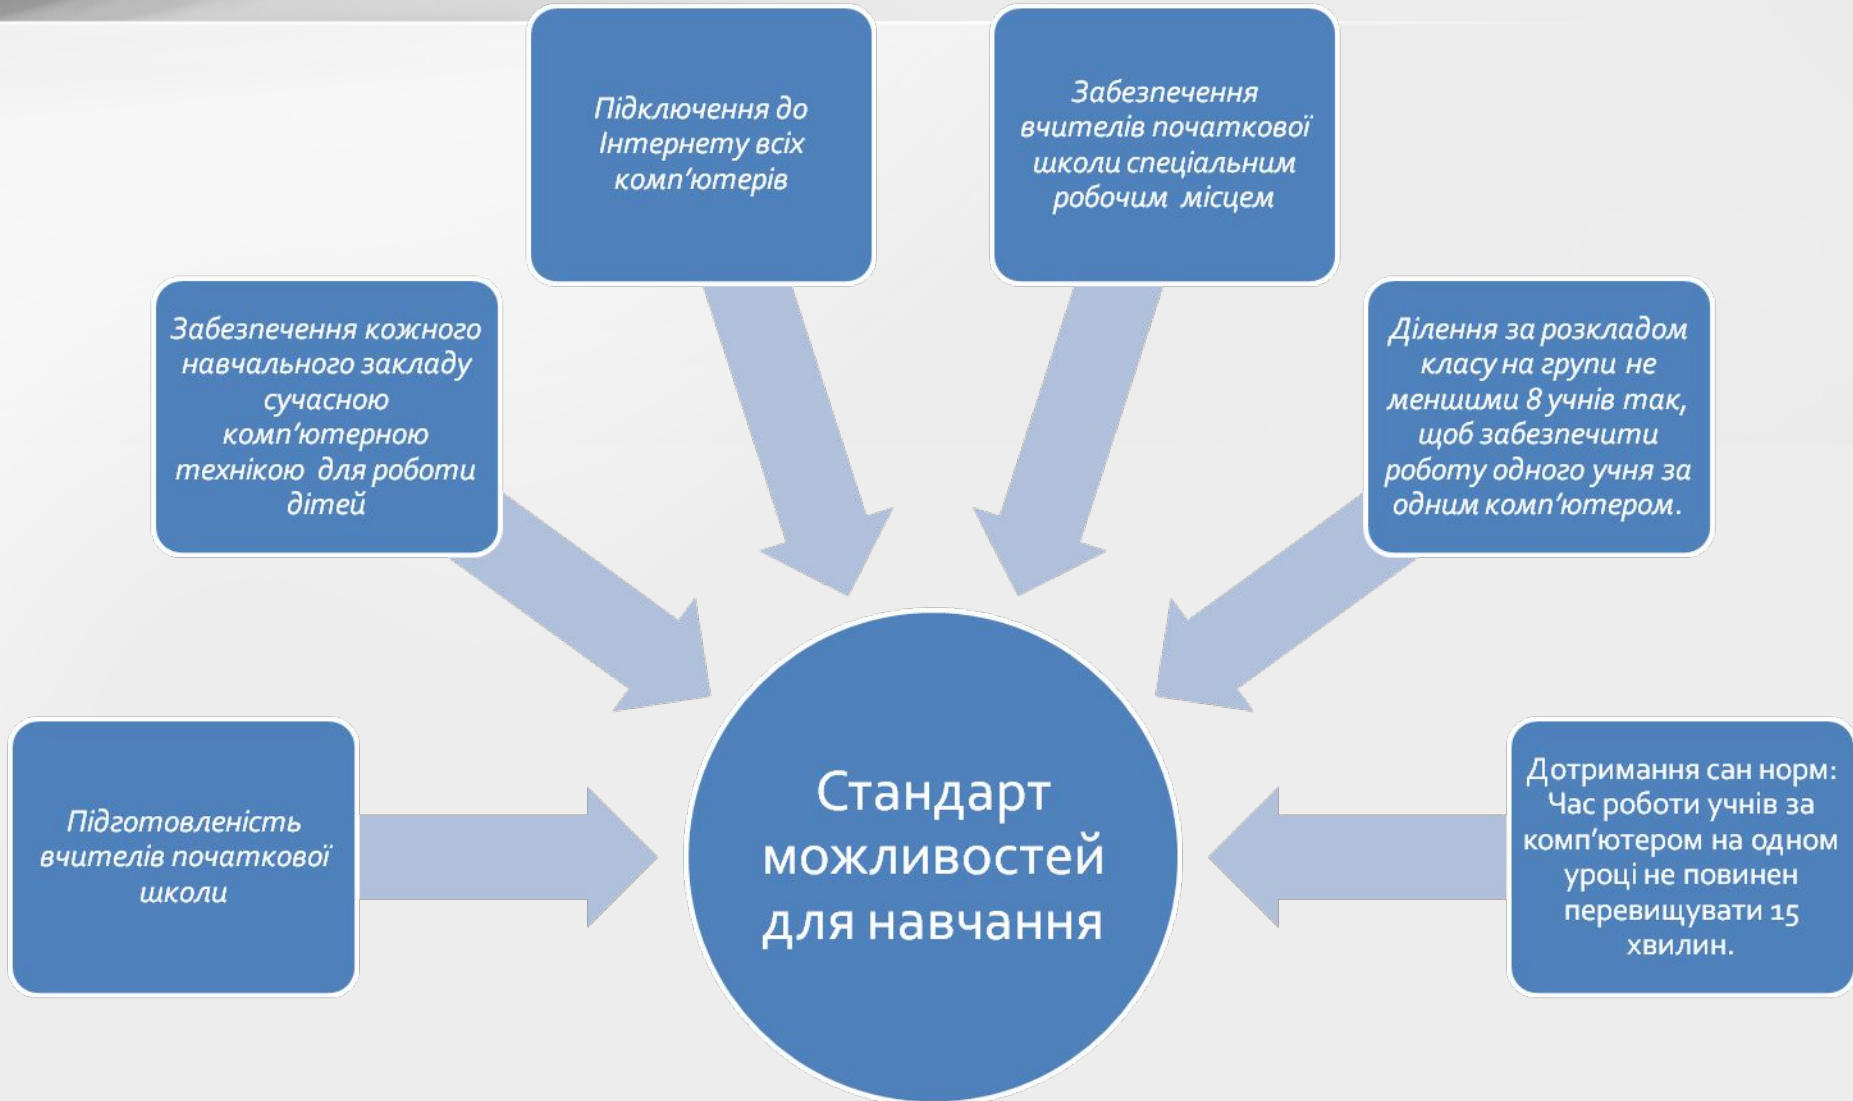 Підключення до
Інтернету всіх
комп’ютерів
Забезпечення
вчителів початкової
школи спеціальним
робочим місцем
Забезпечення кожного
навчального закладу
сучасною
комп’ютерною
технікою для роботи
дітей
Ділення за розкладом
класу на групи не
меншими 8 учнів так,
щоб забезпечити
роботу одного учня за
одним комп’ютером.
Підготовленість
вчителів початкової
школи
Стандарт
можливостей
для навчання
Дотримання сан норм:
Час роботи учнів за
комп’ютером на одном
уроці не повинен
перевищувати 15
хвилин.